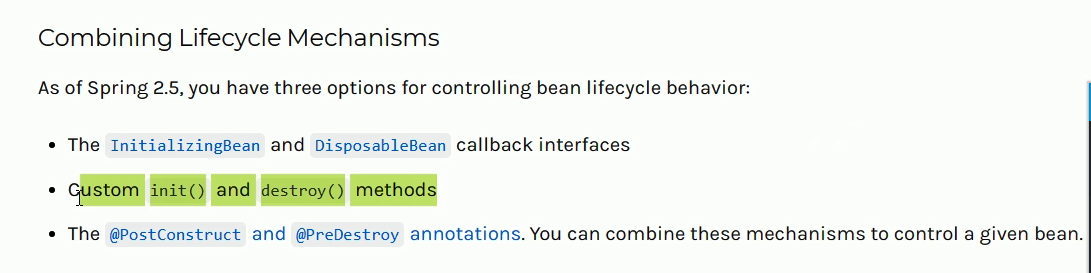 Combining Lifecycle Mechanisms
As of Spring 2.5, you have three options for controlling bean lifecycle behavior:
• The InitializingBean and DisposableBean callback interfaces
• Custom init() and destroy() methods
• The @PostConstruct and @PreDestroy annotations. You can combine these mechanisms to control a given bean.